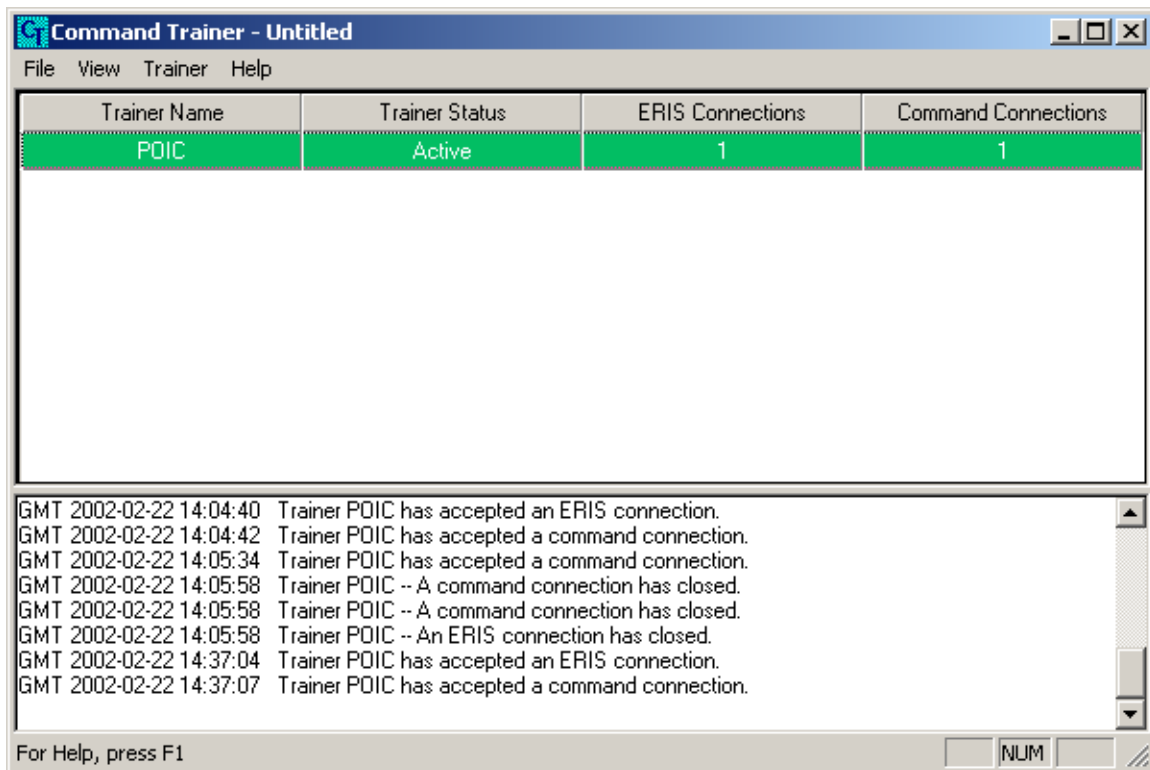 Command Trainer - Untitled
File View Trainer Help
Trainer Name Trainer Status ERIS Connections Command Connections
POIC Active 1 1
GMT 2002-02-22 14:04:40 Trainer POIC has accepted an ERIS connection.
GMT 2002-02-22 14:04:42 Trainer POIC has accepted a command connection.
GMT 2002-02-22 14:05:34 Trainer POIC has accepted a command connection.
GMT 2002-02-22 14:05:58 Trainer POIC -- A command connection has closed.
GMT 2002-02-22 14:05:58 Trainer POIC -- A command connection has closed.
GMT 2002-02-22 14:05:58 Trainer POIC -- An ERIS connection has closed.
GMT 2002-02-22 14:37:04 Trainer POIC has accepted an ERIS connection.
GMT 2002-02-22 14:37:07 Trainer POIC has accepted a command connection.
For Help, press F1 NUM